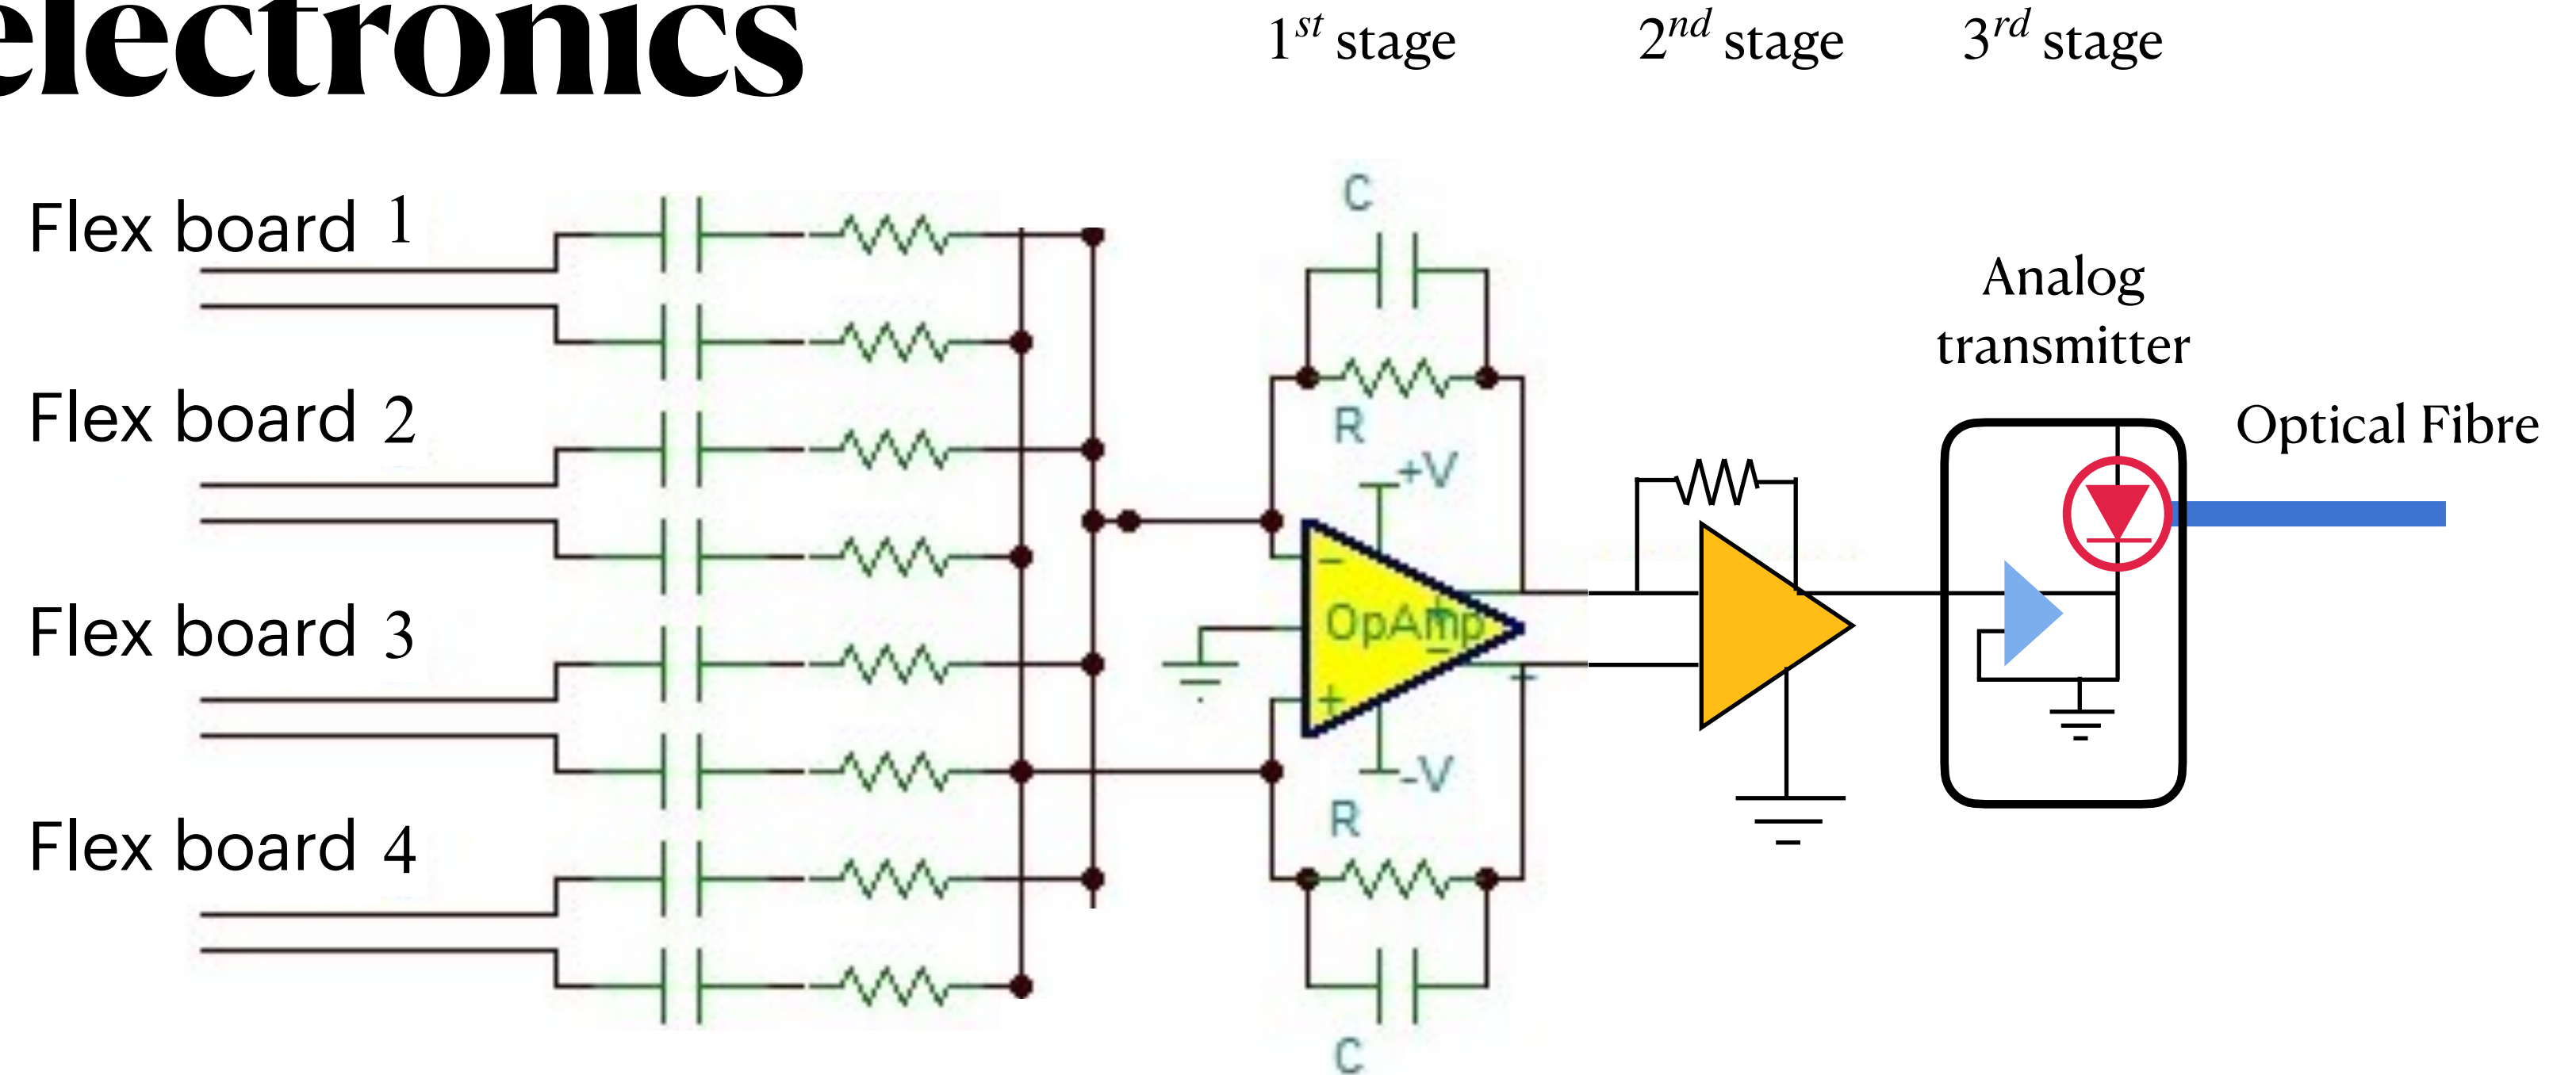 electronics
1st stage
2nd stage
3rd stage
Flex board 1
Flex board 2
Flex board 3
Flex board 4
C
R
+V
−
OpAmp
+
−
+
-V
+
R
C
Analog
transmitter
Optical Fibre